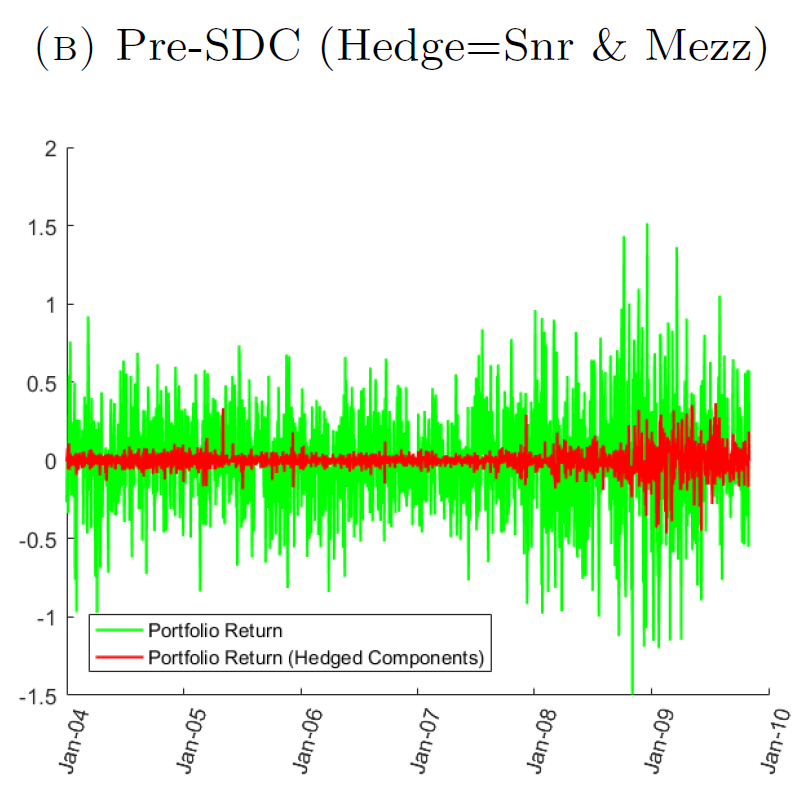 (B) Pre-SDC (Hedge=Snr & Mezz)
2
1.5
1
0.5
0
-0.5
-1
-1.5
Portfolio Return
Portfolio Return (Hedged Components)
Jan-04
Jan-05
Jan-06
Jan-07
Jan-08
Jan-09
Jan-10